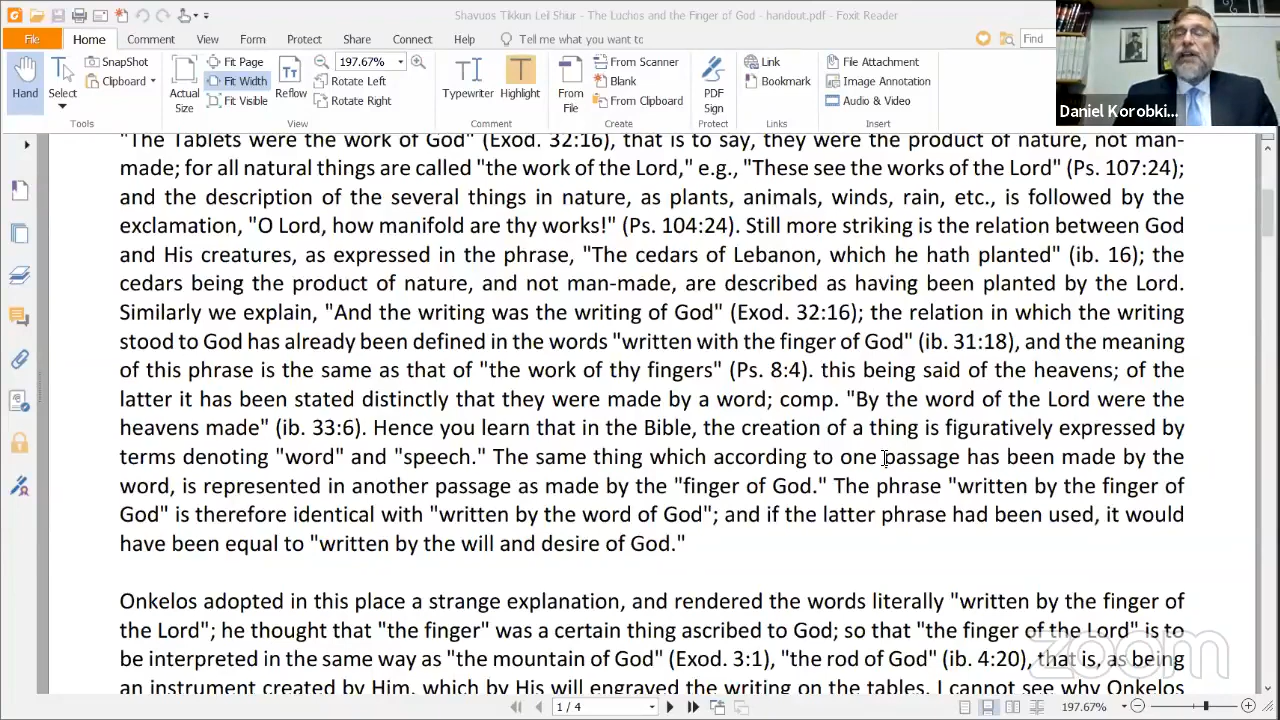 Shavuos Tikkun Leil Shiur - The Luchos and the Finger of God - handout.pdf - Foxit Reader
File Home Comment View Form Protect Share Connect Help Tell me what you want to Find
Hand
Select
SnapShot
Clipboard
Tools
Actual Size
Fit Page
Fit Width
Fit Visible
Reflow
197.67%
Rotate Left
Rotate Right
View
Typewriter
Highlight
Comment
From File
From Scanner
Blank
From Clipboard
Create
PDF Sign
Protect
Link
Bookmark
Links
File Attachment
Image Annotation
Audio & Video
Insert
Daniel Korobki...
"The Tablets were the work of God" (Exod. 32:16), that is to say, they were the product of nature, not man-
made; for all natural things are called "the work of the Lord," e.g., "These see the works of the Lord" (Ps. 107:24);
and the description of the several things in nature, as plants, animals, winds, rain, etc., is followed by the
exclamation, "O Lord, how manifold are thy works!" (Ps. 104:24). Still more striking is the relation between God
and His creatures, as expressed in the phrase, "The cedars of Lebanon, which he hath planted" (ib. 16); the
cedars being the product of nature, and not man-made, are described as having been planted by the Lord.
Similarly we explain, "And the writing was the writing of God" (Exod. 32:16); the relation in which the writing
stood to God has already been defined in the words "written with the finger of God" (ib. 31:18), and the meaning
of this phrase is the same as that of "the work of thy fingers" (Ps. 8:4). this being said of the heavens; of the
latter it has been stated distinctly that they were made by a word; comp. "By the word of the Lord were the
heavens made" (ib. 33:6). Hence you learn that in the Bible, the creation of a thing is figuratively expressed by
terms denoting "word" and "speech." The same thing which according to one passage has been made by the
word, is represented in another passage as made by the "finger of God." The phrase "written by the finger of
God" is therefore identical with "written by the word of God"; and if the latter phrase had been used, it would
have been equal to "written by the will and desire of God."
Onkelos adopted in this place a strange explanation, and rendered the words literally "written by the finger of
the Lord"; he thought that "the finger" was a certain thing ascribed to God; so that "the finger of the Lord" is to
be interpreted in the same way as "the mountain of God" (Exod. 3:1), "the rod of God" (ib. 4:20), that is, as being
an instrument created by Him, which by His will engraved the writing on the tables. I cannot see why Onkelos
zoom
1 / 4
197.67%